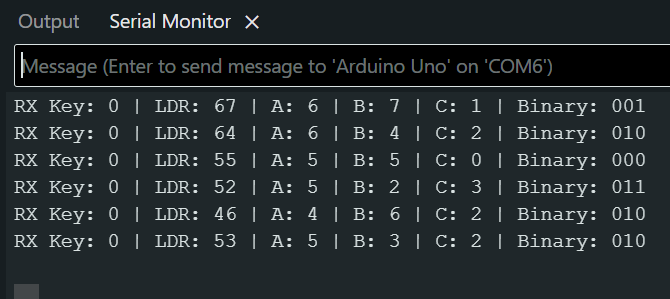 Output Serial Monitor
Message (Enter to send message to 'Arduino Uno' on 'COM6')
RX Key: 0 | LDR: 67 | A: 6 | B: 7 | C: 1 | Binary: 001
RX Key: 0 | LDR: 64 | A: 6 | B: 4 | C: 2 | Binary: 010
RX Key: 0 | LDR: 55 | A: 5 | B: 5 | C: 0 | Binary: 000
RX Key: 0 | LDR: 52 | A: 5 | B: 2 | C: 3 | Binary: 011
RX Key: 0 | LDR: 46 | A: 4 | B: 6 | C: 2 | Binary: 010
RX Key: 0 | LDR: 53 | A: 5 | B: 3 | C: 2 | Binary: 010